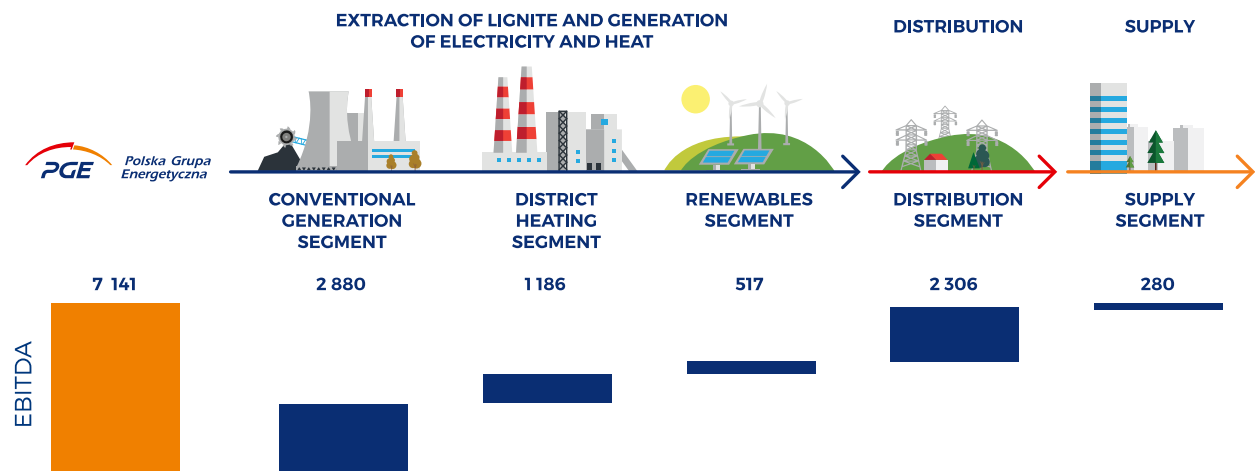 EXTRACTION OF LIGNITE AND GENERATION
OF ELECTRICITY AND HEAT
DISTRIBUTION
SUPPLY
PGE
Polska Grupa
Energetyczna
CONVENTIONAL
GENERATION
SEGMENT
DISTRICT
HEATING
SEGMENT
RENEWABLES
SEGMENT
DISTRIBUTION
SEGMENT
SUPPLY
SEGMENT
7 141
2 880
1 186
517
2 306
280
EBITDA